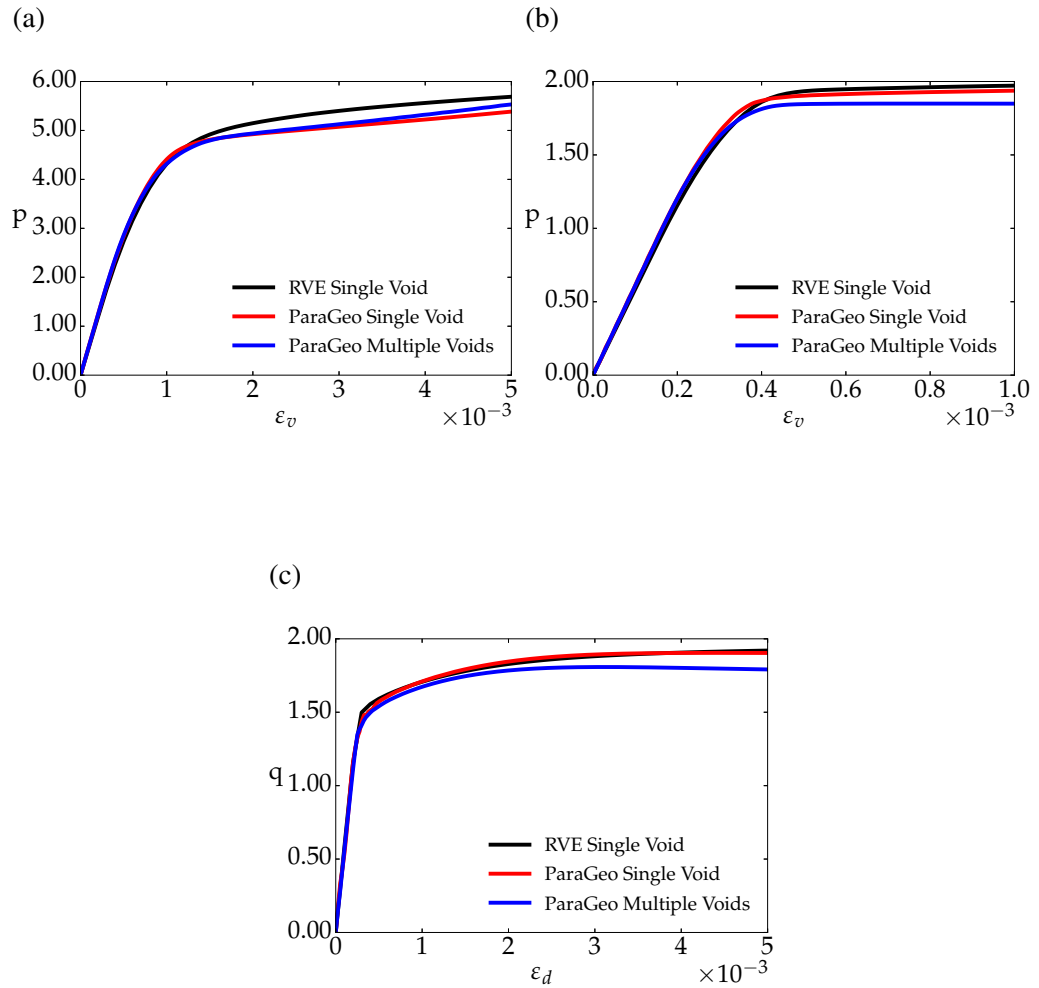 (a)
6.00
5.00
4.00
p
3.00
2.00
1.00
0.00
0 1 2 3 4 5
ε_v ×10⁻³
RVE Single Void
ParaGeo Single Void
ParaGeo Multiple Voids
(b)
2.00
1.50
p
1.00
0.50
0.00
0.0 0.2 0.4 0.6 0.8 1.0
ε_v ×10⁻³
RVE Single Void
ParaGeo Single Void
ParaGeo Multiple Voids
(c)
2.00
1.50
q
1.00
0.50
0.00
0 1 2 3 4 5
ε_d ×10⁻³
RVE Single Void
ParaGeo Single Void
ParaGeo Multiple Voids